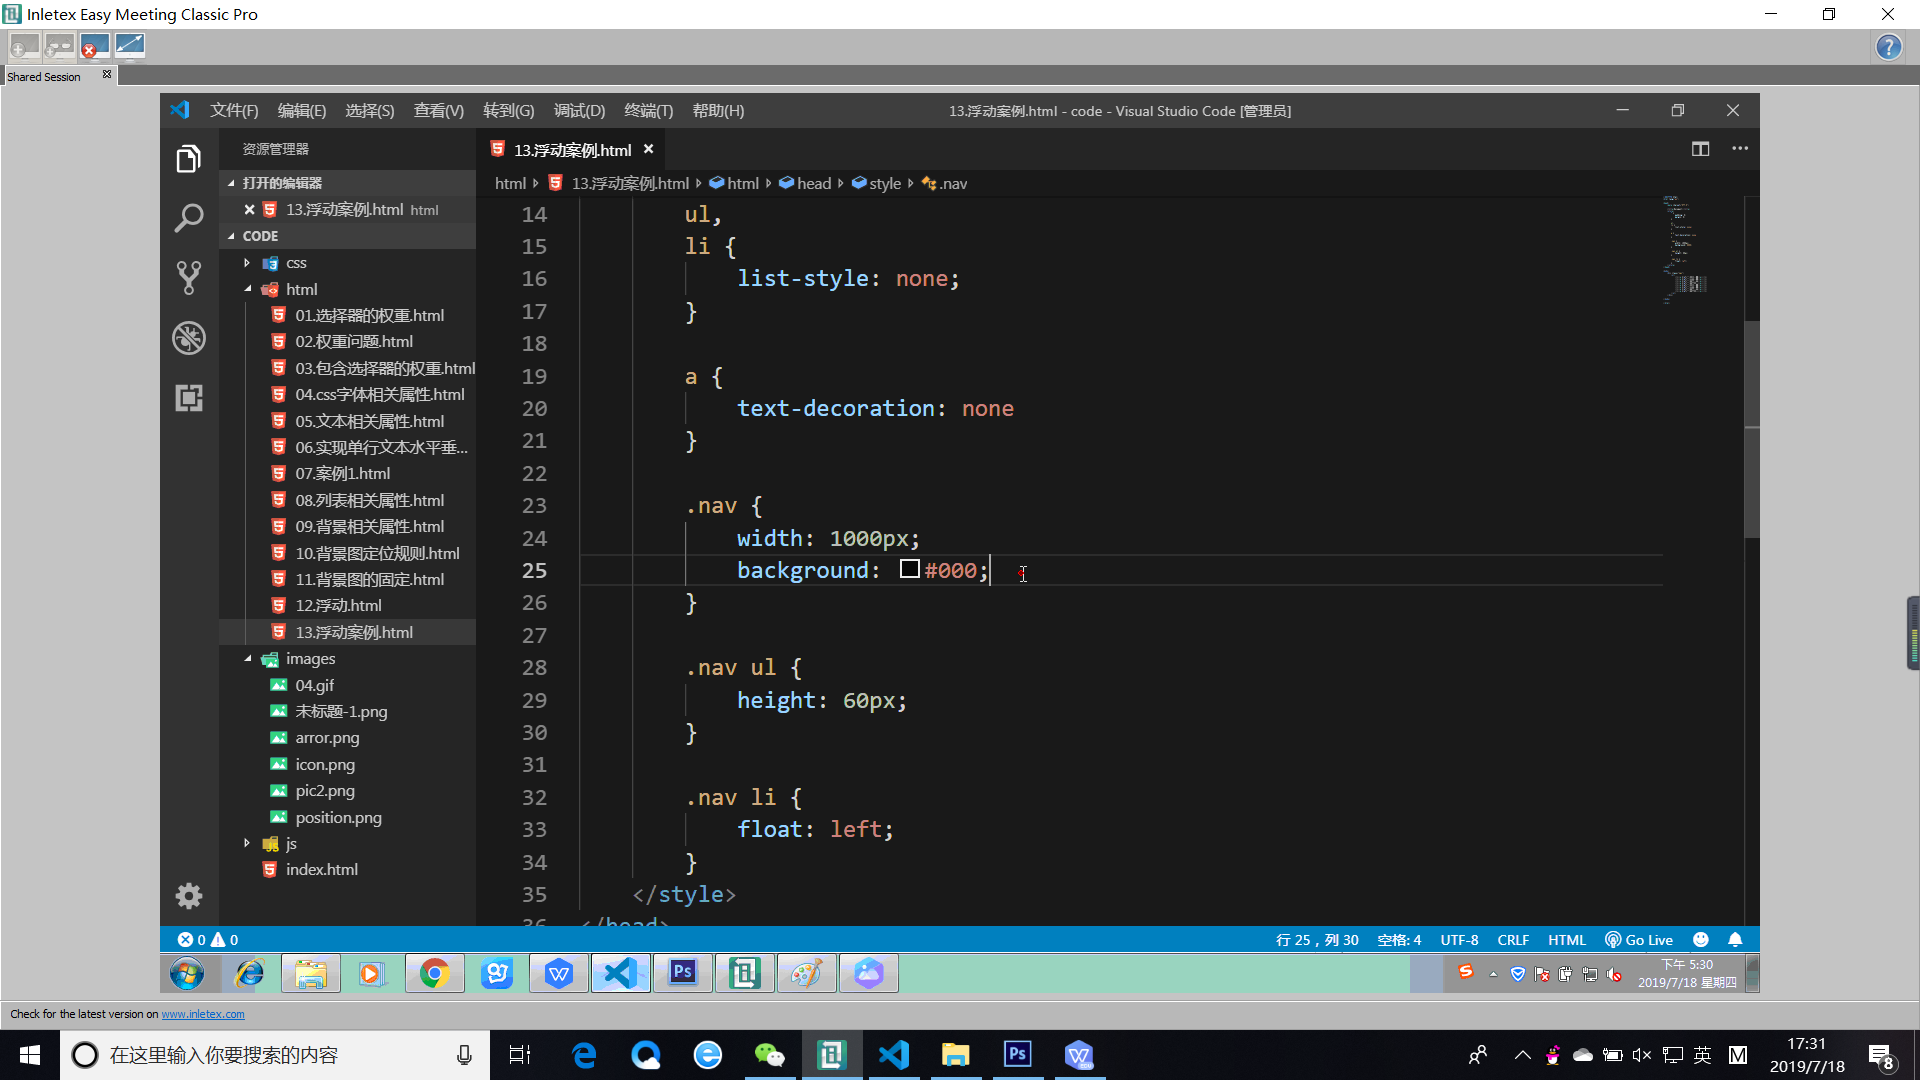 Inletex Easy Meeting Classic Pro
Shared Session
文件(F) 编辑(E) 选择(S) 查看(V) 转到(G) 调试(D) 终端(T) 帮助(H)
13.浮动案例.html - code - Visual Studio Code [管理员]
资源管理器
打开的编辑器
13.浮动案例.html html
CODE
css
html
01.选择器的权重.html
02.权重问题.html
03.包含选择器的权重.html
04.css字体相关属性.html
05.文本相关属性.html
06.实现单行文本水平垂...
07.案例1.html
08.列表相关属性.html
09.背景相关属性.html
10.背景图定位规则.html
11.背景图的固定.html
12.浮动.html
13.浮动案例.html
images
04.gif
未标题-1.png
arror.png
icon.png
pic2.png
position.png
js
index.html
13.浮动案例.html
html 13.浮动案例.html html head style .nav
14 ul,
15 li {
16 list-style: none;
17 }
18
19 a {
20 text-decoration: none
21 }
22
23 .nav {
24 width: 1000px;
25 background: #000;
26 }
27
28 .nav ul {
29 height: 60px;
30 }
31
32 .nav li {
33 float: left;
34 }
35 </style>
36 </head>
0 0
行 25，列 30 空格: 4 UTF-8 CRLF HTML Go Live
下午 5:30
2019/7/18 星期四
Check for the latest version on www.inletex.com
在这里输入你要搜索的内容
英 M
17:31
2019/7/18
8